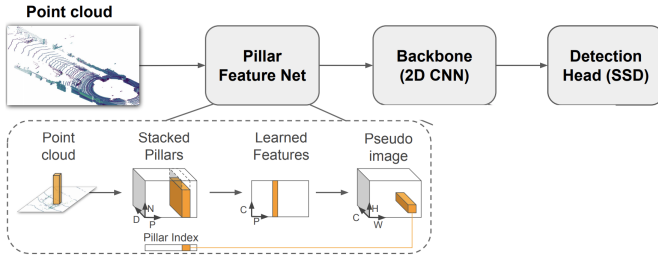 Point cloud
Pillar
Feature Net
Backbone
(2D CNN)
Detection
Head (SSD)
Point
cloud
Stacked
Pillars
Learned
Features
Pseudo
image
N
D
P
C
P
H
C
W
Pillar Index